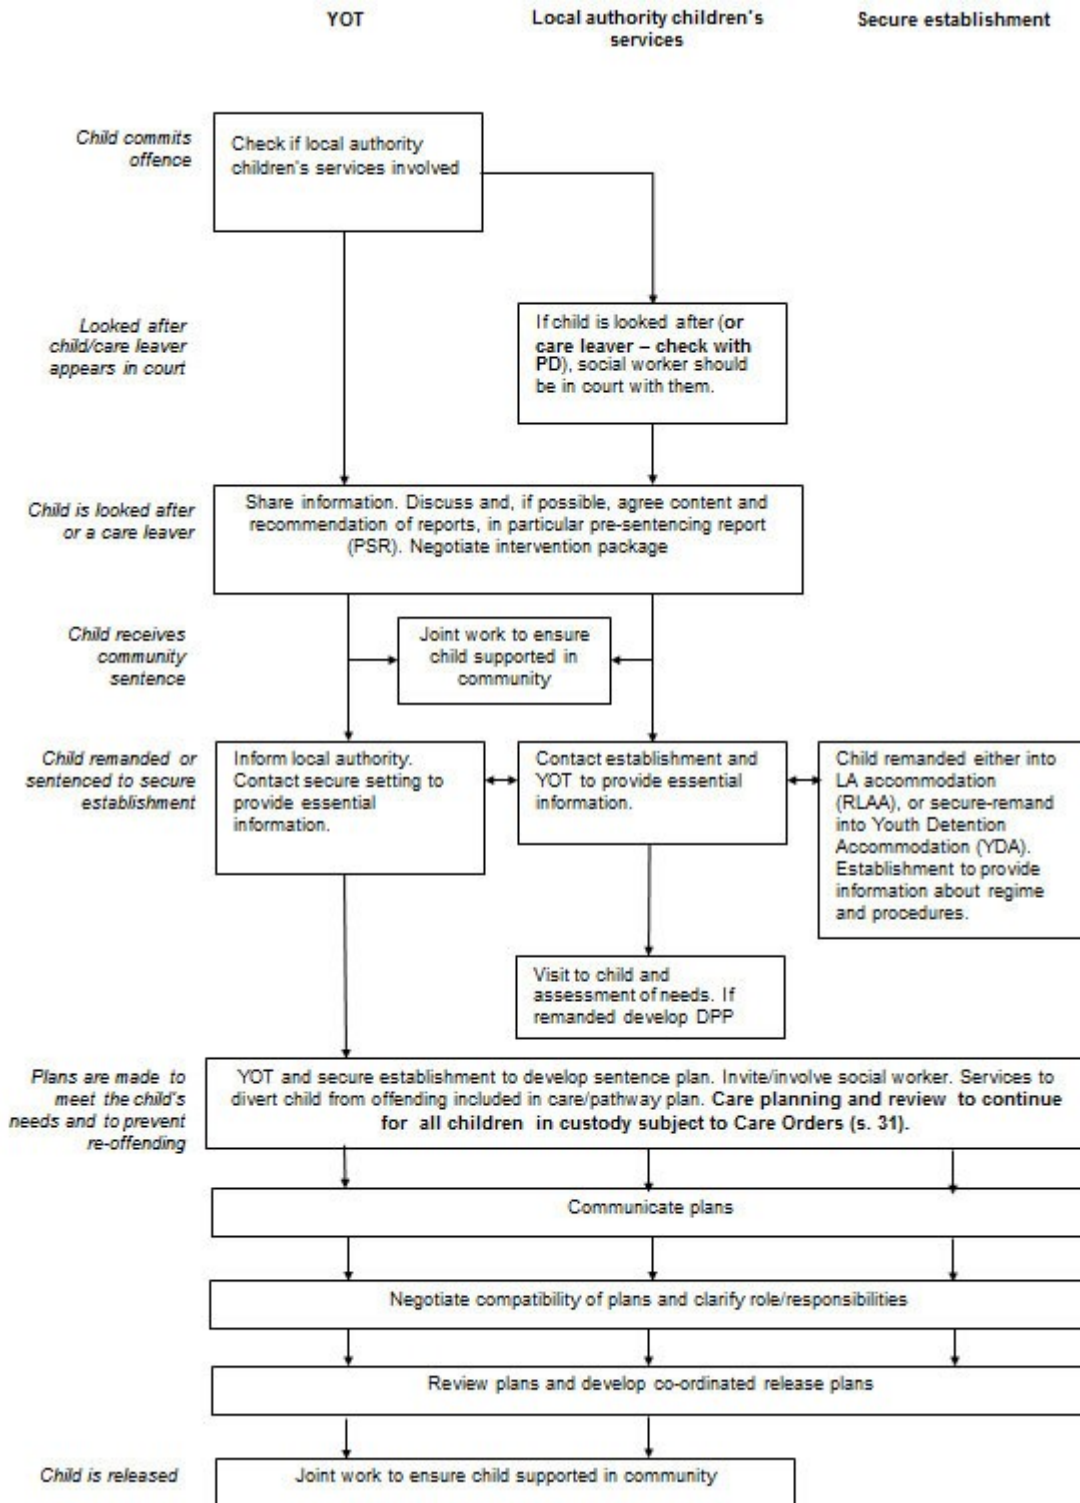 YOT
Local authority children's
services
Secure establishment
Child commits
offence
Check if local authority
children's services involved
Looked after
child/care leaver
appears in court
If child is looked after (or
care leaver – check with
PD), social worker should
be in court with them.
Child is looked after
or a care leaver
Share information. Discuss and, if possible, agree content and
recommendation of reports, in particular pre-sentencing report
(PSR). Negotiate intervention package
Child receives
community
sentence
Joint work to ensure
child supported in
community
Child remanded or
sentenced to secure
establishment
Inform local authority.
Contact secure setting to
provide essential
information.
Contact establishment and
YOT to provide essential
information.
Child remanded either into
LA accommodation
(RLAA), or secure-remand
into Youth Detention
Accommodation (YDA).
Establishment to provide
information about regime
and procedures.
Visit to child and
assessment of needs. If
remanded develop DPP
Plans are made to
meet the child's
needs and to prevent
re-offending
YOT and secure establishment to develop sentence plan. Invite/involve social worker. Services to
divert child from offending included in care/pathway plan. Care planning and review to continue
for all children in custody subject to Care Orders (s. 31).
Communicate plans
Negotiate compatibility of plans and clarify role/responsibilities
Review plans and develop co-ordinated release plans
Child is released
Joint work to ensure child supported in community